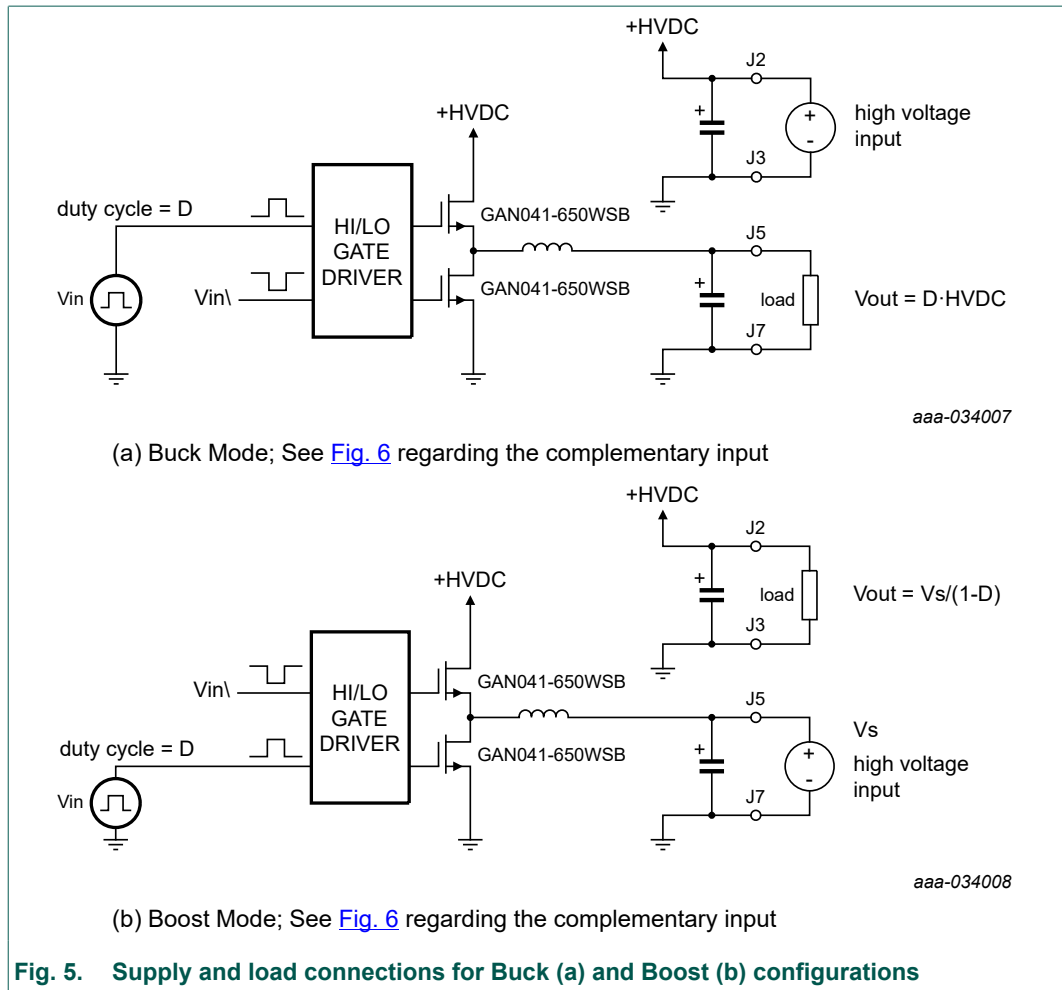 +HVDC
J2
+HVDC
+
+
-
high voltage
input
J3
duty cycle = D
HI/LO
GATE
DRIVER
GAN041-650WSB
J5
Vin
Vin\
GAN041-650WSB
+
load
Vout = D·HVDC
J7
aaa-034007
(a) Buck Mode; See Fig. 6 regarding the complementary input
+HVDC
J2
+HVDC
+
load
Vout = Vs/(1-D)
J3
Vin\
HI/LO
GATE
DRIVER
GAN041-650WSB
J5
duty cycle = D
GAN041-650WSB
Vs
Vin
+
+
-
high voltage
input
J7
aaa-034008
(b) Boost Mode; See Fig. 6 regarding the complementary input
Fig. 5. Supply and load connections for Buck (a) and Boost (b) configurations